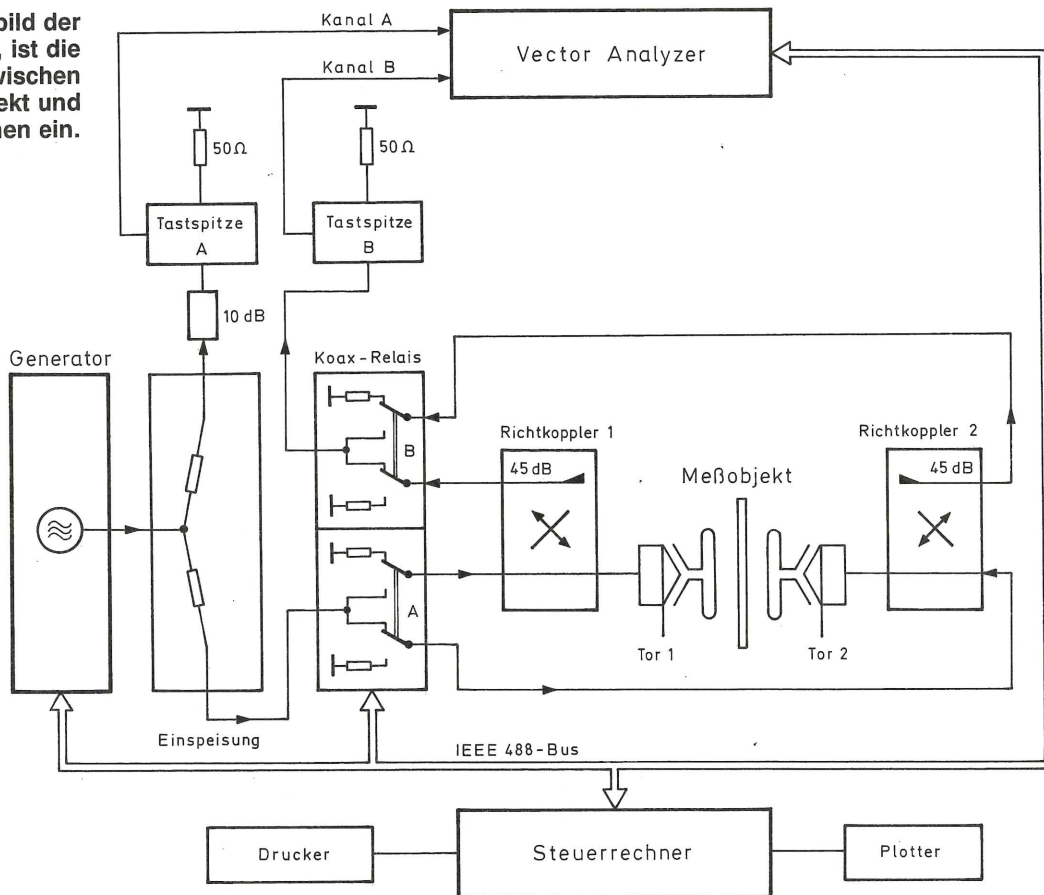 bild der
, ist die
wischen
ekt und
nen ein.
Kanal A
Kanal B
Vector Analyzer
50Ω
50Ω
Tastspitze
A
Tastspitze
B
10 dB
Generator
Koax-Relais
B
A
Richtkoppler 1
45 dB
Meßobjekt
Richtkoppler 2
45 dB
Tor 1
Tor 2
Einspeisung
IEEE 488-Bus
Drucker
Steuerrechner
Plotter